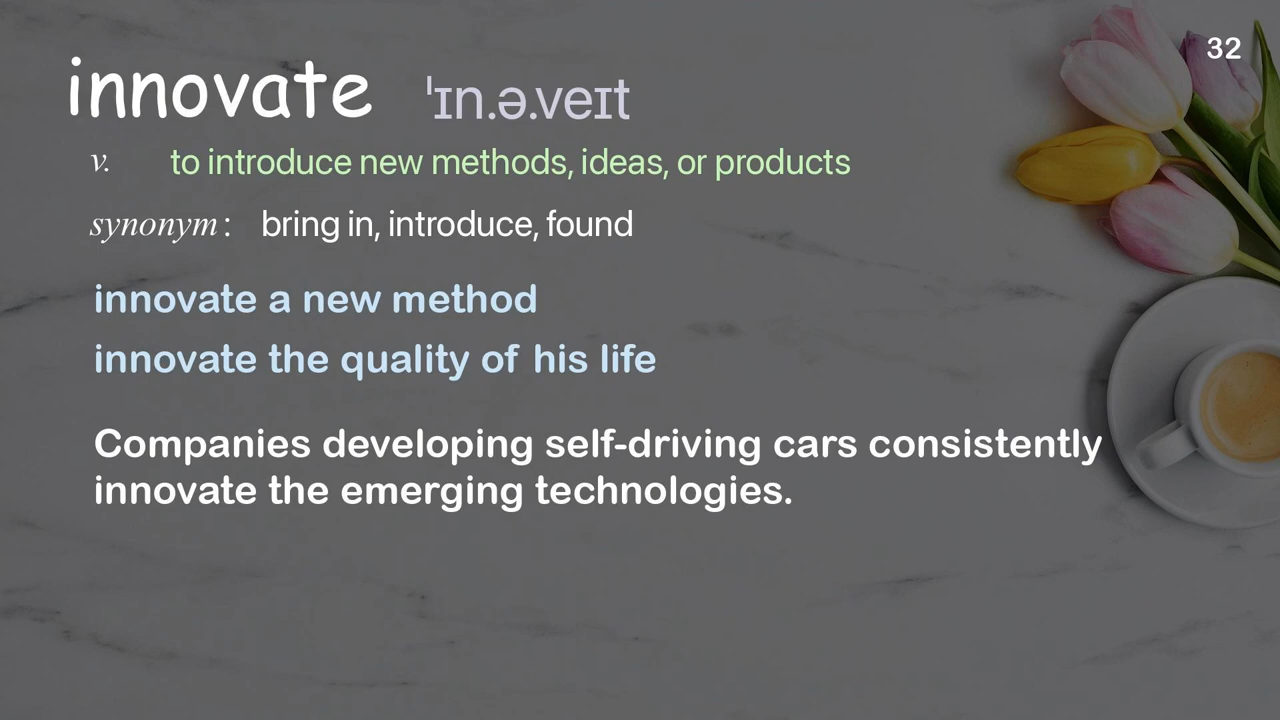 32
innovate ˈɪn.ə.veɪt
v. to introduce new methods, ideas, or products
synonym: bring in, introduce, found
innovate a new method
innovate the quality of his life
Companies developing self-driving cars consistently
innovate the emerging technologies.